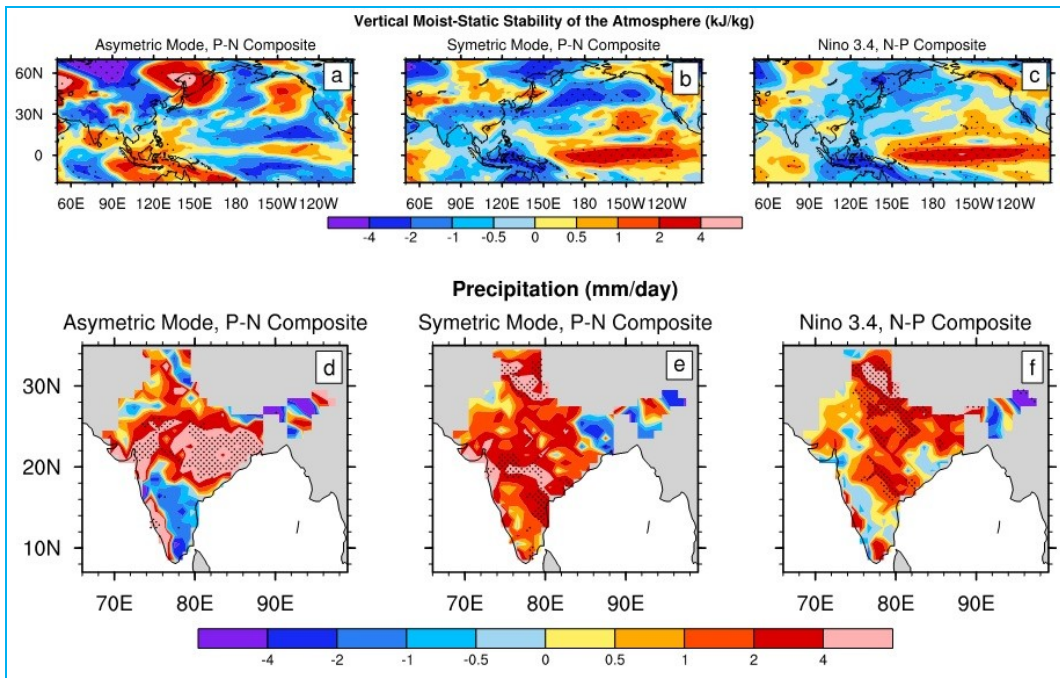 Vertical Moist-Static Stability of the Atmosphere (kJ/kg)
Asymetric Mode, P-N Composite
Symetric Mode, P-N Composite
Nino 3.4, N-P Composite
a
b
c
60N
30N
0
60E 90E 120E 150E 180 150W 120W
60E 90E 120E 150E 180 150W 120W
60E 90E 120E 150E 180 150W 120W
-4 -2 -1 -0.5 0 0.5 1 2 4
Precipitation (mm/day)
Asymetric Mode, P-N Composite
Symetric Mode, P-N Composite
Nino 3.4, N-P Composite
d
e
f
30N
20N
10N
70E 80E 90E
70E 80E 90E
70E 80E 90E
-4 -2 -1 -0.5 0 0.5 1 2 4